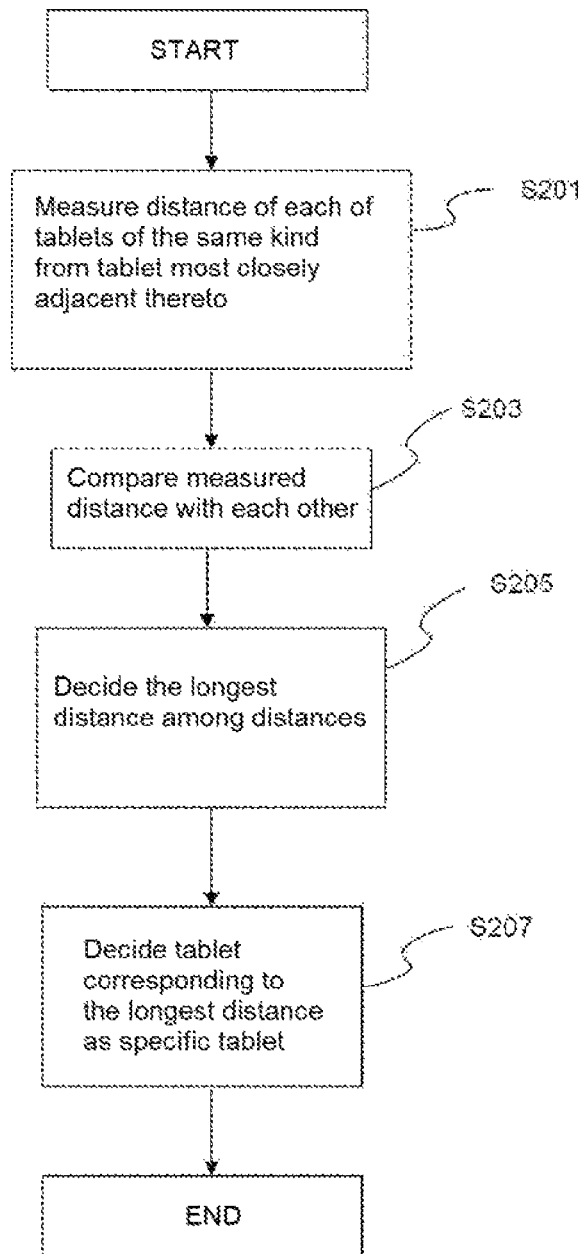 START
Measure distance of each of
tablets of the same kind
from tablet most closely
adjacent thereto
S201
Compare measured
distance with each other
S203
Decide the longest
distance among distances
S205
Decide tablet
corresponding to
the longest distance
as specific tablet
S207
END